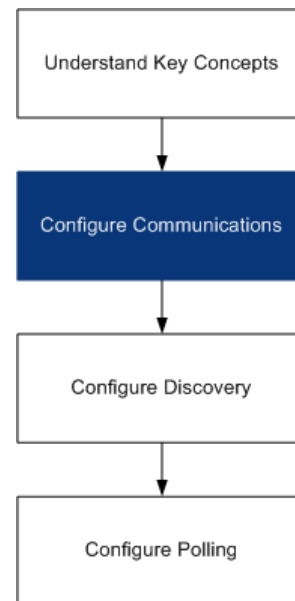 Understand Key Concepts
Configure Communications
Configure Discovery
Configure Polling